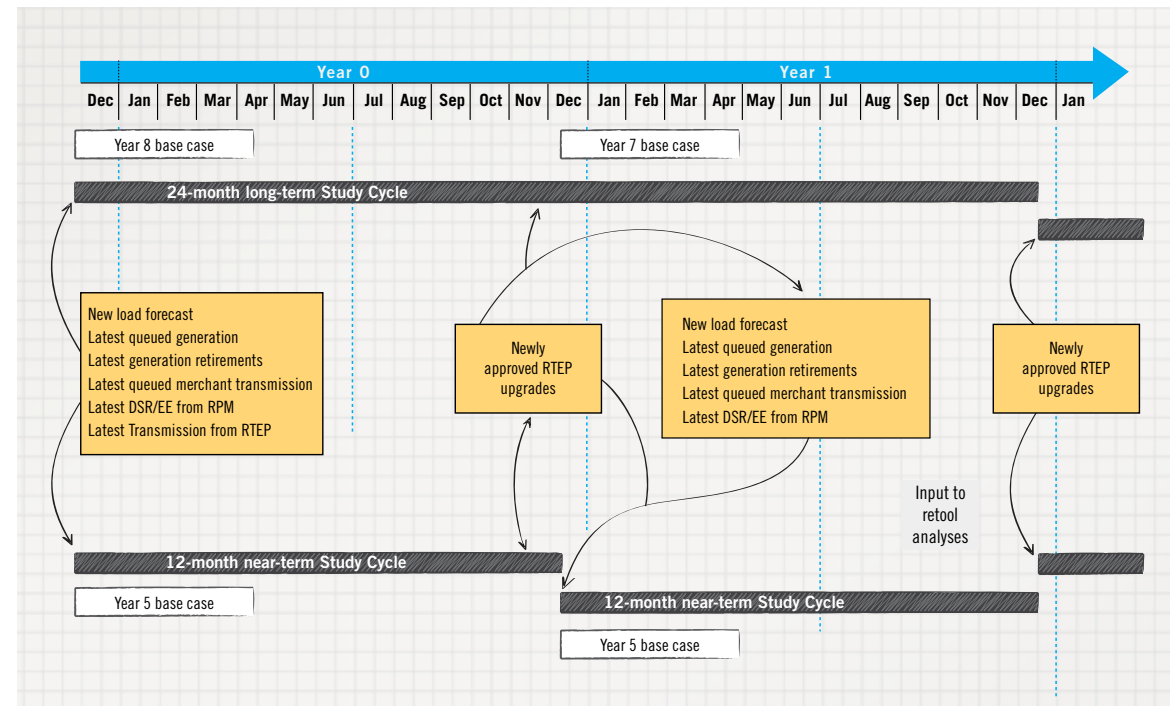 Year 0
Year 1
Dec Jan Feb Mar Apr May Jun Jul Aug Sep Oct Nov Dec Jan Feb Mar Apr May Jun Jul Aug Sep Oct Nov Dec Jan
Year 8 base case
Year 7 base case
24-month long-term Study Cycle
New load forecast
Latest queued generation
Latest generation retirements
Latest queued merchant transmission
Latest DSR/EE from RPM
Latest Transmission from RTEP
Newly
approved RTEP
upgrades
New load forecast
Latest queued generation
Latest generation retirements
Latest queued merchant transmission
Latest DSR/EE from RPM
Newly
approved RTEP
upgrades
Input to
retool
analyses
12-month near-term Study Cycle
Year 5 base case
12-month near-term Study Cycle
Year 5 base case